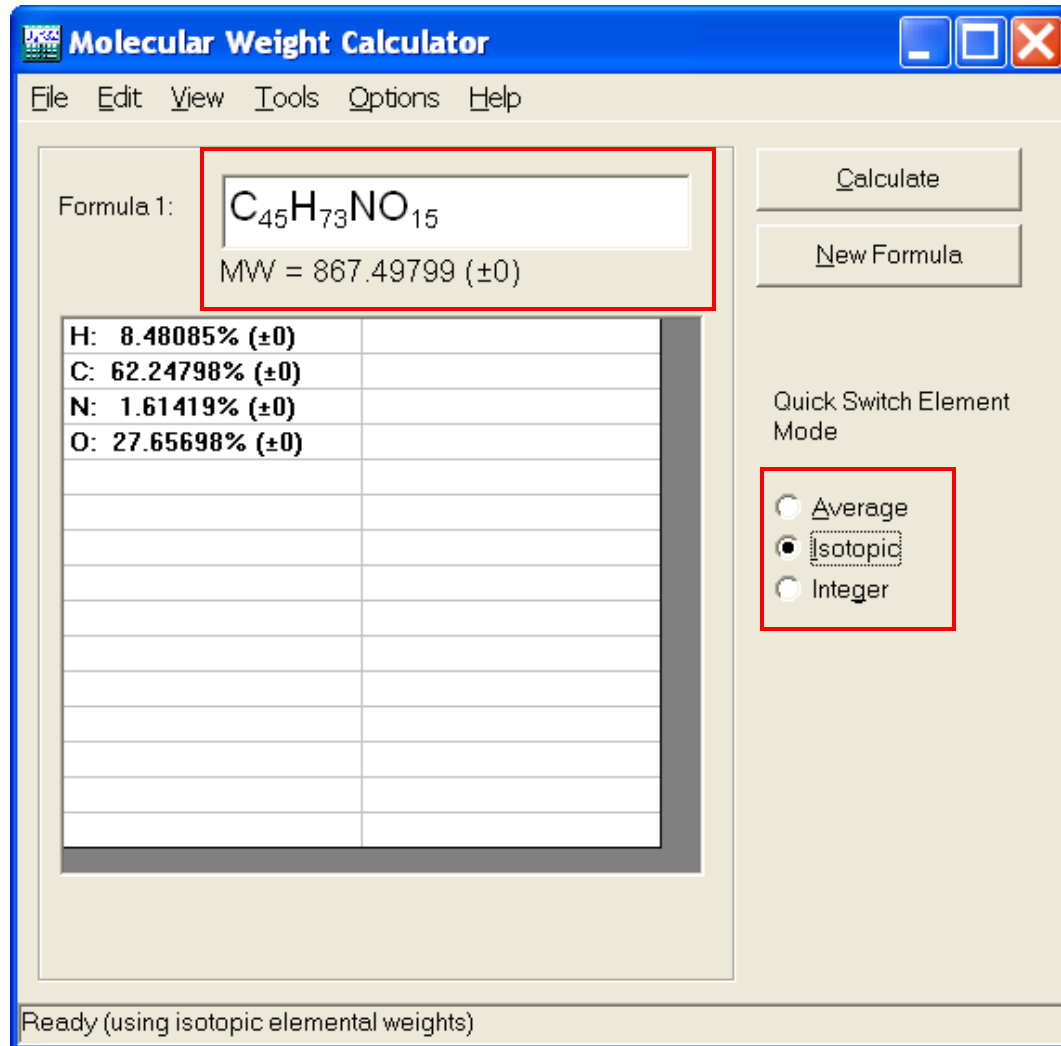 Molecular Weight Calculator
File Edit View Tools Options Help
Formula 1:
C₄₅H₇₃NO₁₅
MW = 867.49799 (±0)
Calculate
New Formula
H: 8.48085% (±0)
C: 62.24798% (±0)
N: 1.61419% (±0)
O: 27.65698% (±0)
Quick Switch Element
Mode
Average
Isotopic
Integer
Ready (using isotopic elemental weights)